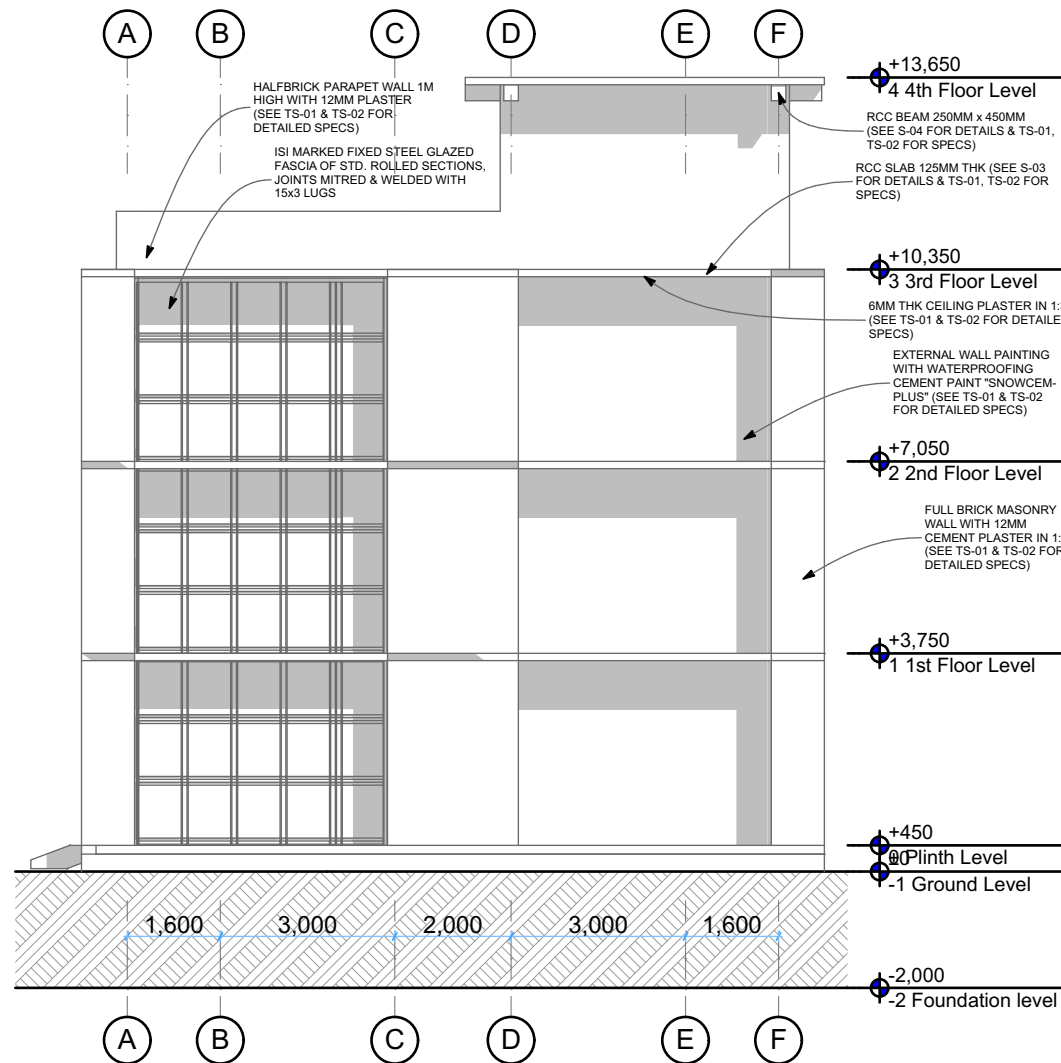 A B C D E F
+13,650
4 4th Floor Level
HALFBRICK PARAPET WALL 1M
HIGH WITH 12MM PLASTER
(SEE TS-01 & TS-02 FOR
DETAILED SPECS)
RCC BEAM 250MM x 450MM
(SEE S-04 FOR DETAILS & TS-01,
TS-02 FOR SPECS)
ISI MARKED FIXED STEEL GLAZED
FASCIA OF STD. ROLLED SECTIONS,
JOINTS MITRED & WELDED WITH
15x3 LUGS
RCC SLAB 125MM THK (SEE S-03
FOR DETAILS & TS-01, TS-02 FOR
SPECS)
+10,350
3 3rd Floor Level
6MM THK CEILING PLASTER IN 1:
(SEE TS-01 & TS-02 FOR DETAILE
SPECS)
EXTERNAL WALL PAINTING
WITH WATERPROOFING
CEMENT PAINT "SNOWCEM-
PLUS" (SEE TS-01 & TS-02
FOR DETAILED SPECS)
+7,050
2 2nd Floor Level
FULL BRICK MASONRY
WALL WITH 12MM
CEMENT PLASTER IN 1:
(SEE TS-01 & TS-02 FOR
DETAILED SPECS)
+3,750
1 1st Floor Level
+450
Plinth Level
-1 Ground Level
1,600 3,000 2,000 3,000 1,600
-2,000
-2 Foundation level
A B C D E F